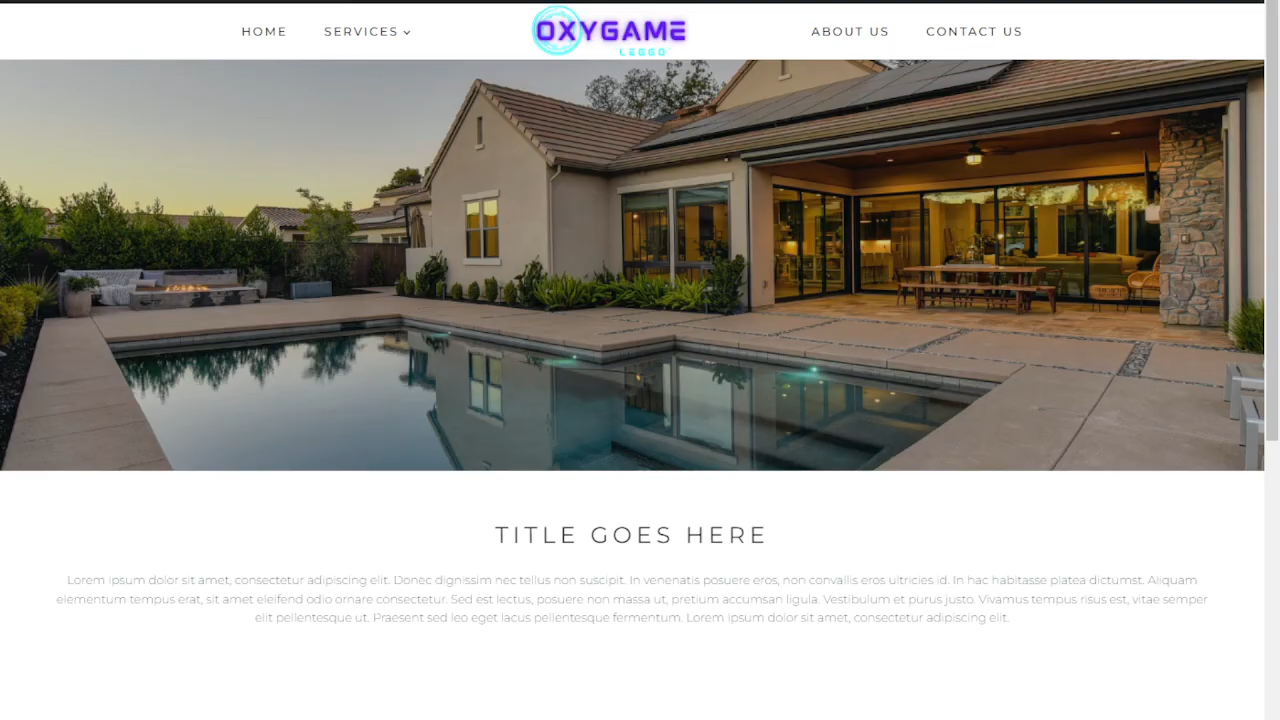 HOME SERVICES OXYGAME ABOUT US CONTACT US
LEGGO
TITLE GOES HERE
Lorem ipsum dolor sit amet, consectetur adipiscing elit. Donec dignissim nec tellus non suscipit. In venenatis posuere eros, non convallis eros ultricies id. In hac habitasse platea dictumst. Aliquam
elementum tempus erat, sit amet eleifend odio ornare consectetur. Sed est lectus, posuere non massa ut, pretium accumsan ligula. Vestibulum et purus justo. Vivamus tempus risus est, vitae semper
elit pellentesque ut. Praesent sed leo eget lacus pellentesque fermentum. Lorem ipsum dolor sit amet, consectetur adipiscing elit.